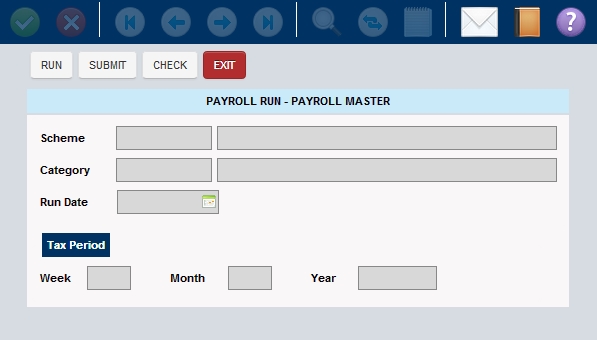 RUN SUBMIT CHECK EXIT
PAYROLL RUN - PAYROLL MASTER
Scheme
Category
Run Date
Tax Period
Week Month Year